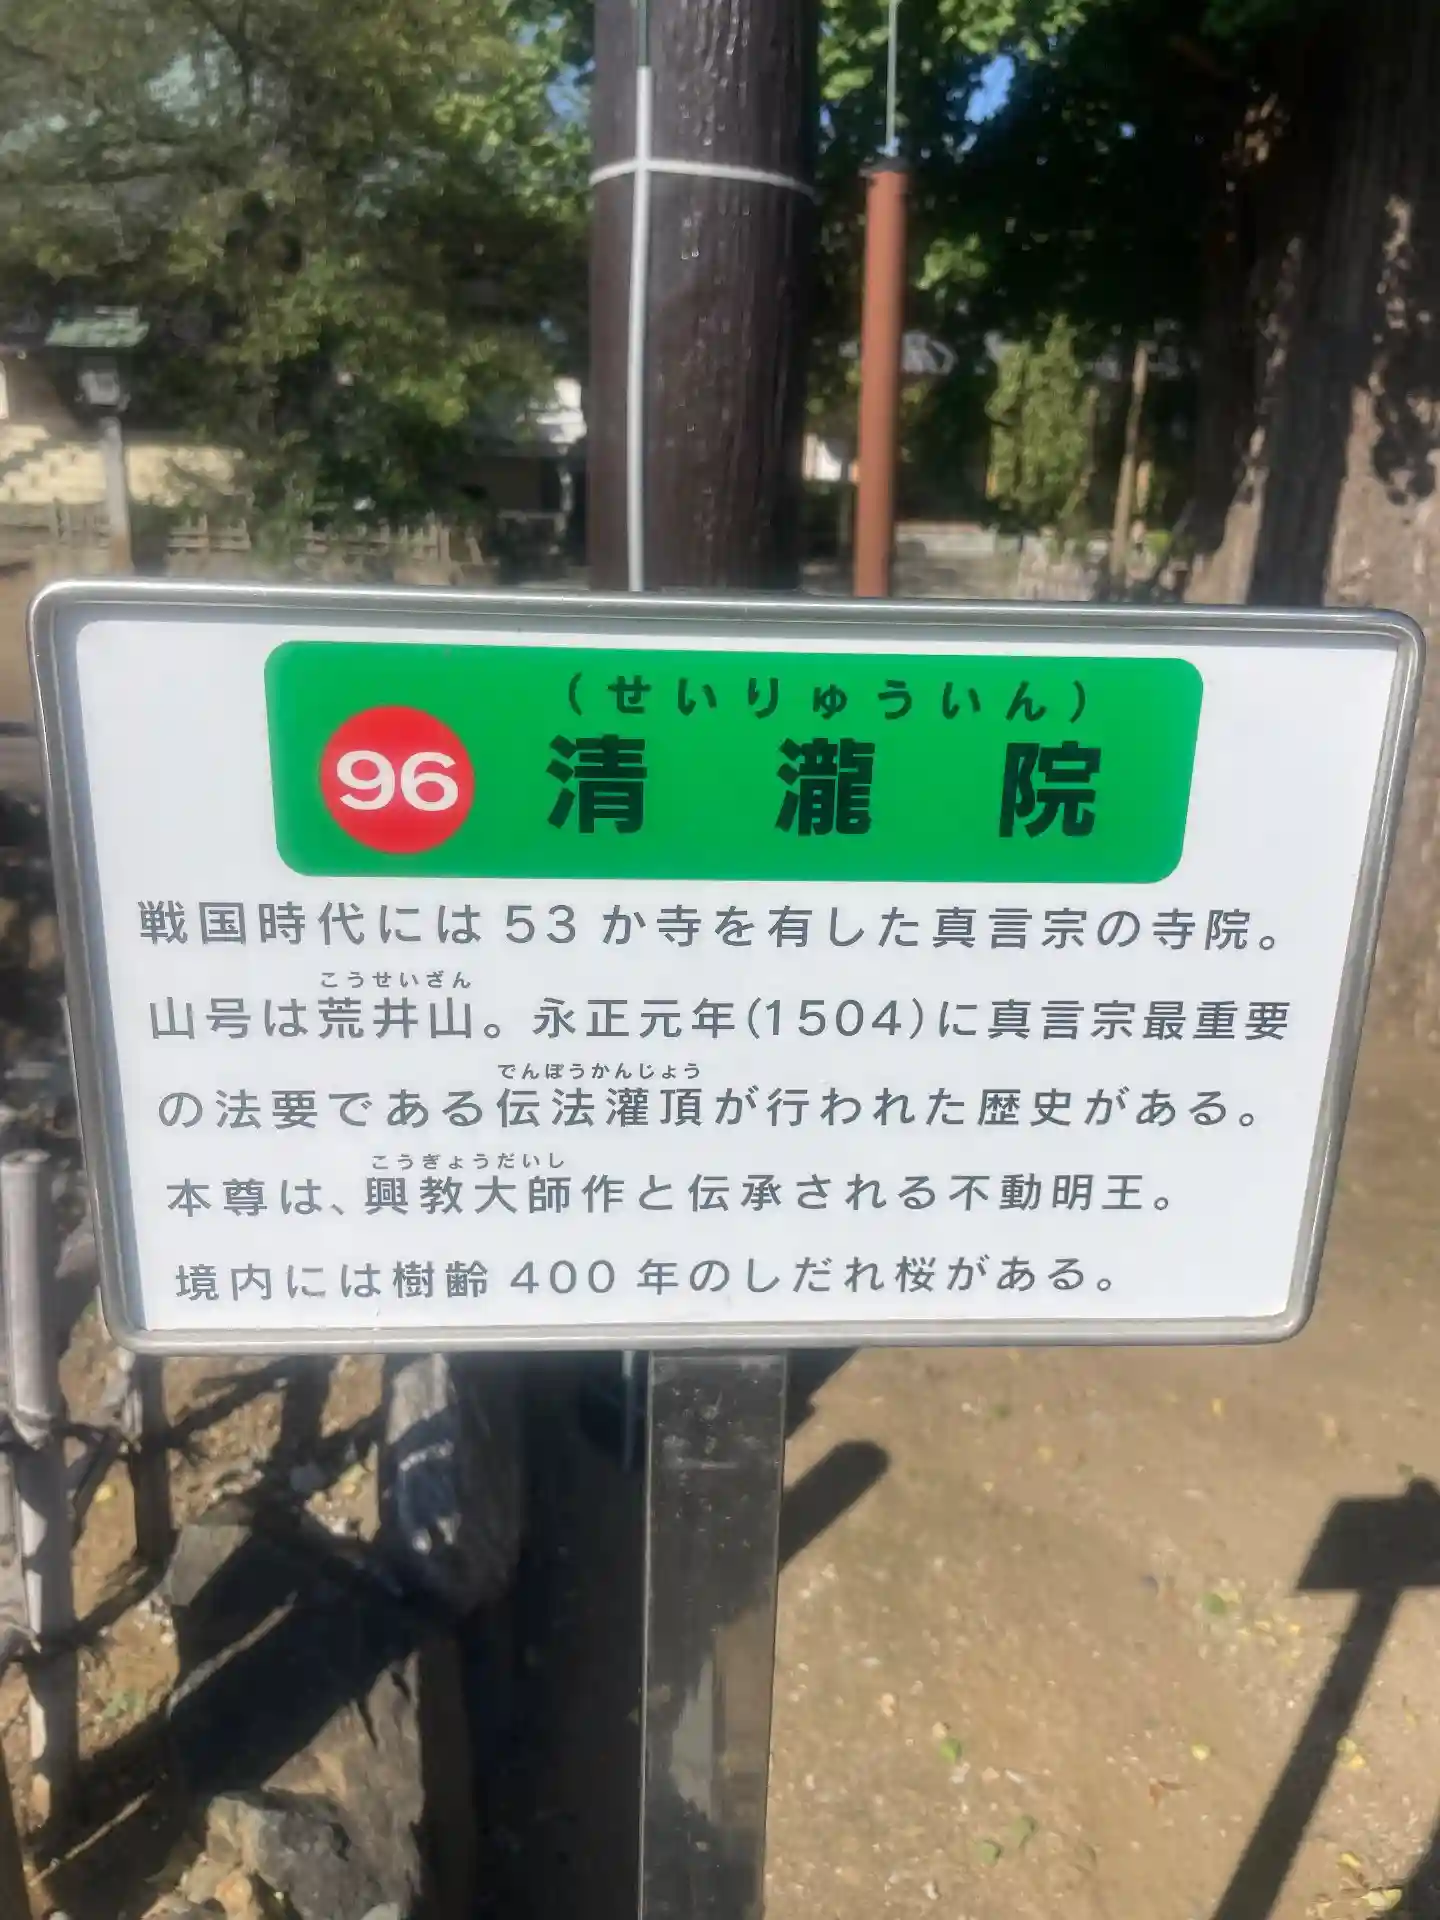 (せいりゅういん)
96 清瀧院
戦国時代には53か寺を有した真言宗の寺院。
こうせいざん
山号は荒井山。永正元年(1504)に真言宗最重要
でんぽうかんじょう
の法要である伝法灌頂が行われた歴史がある。
こうぎょうだいし
本尊は、興教大師作と伝承される不動明王。
境内には樹齢400年のしだれ桜がある。